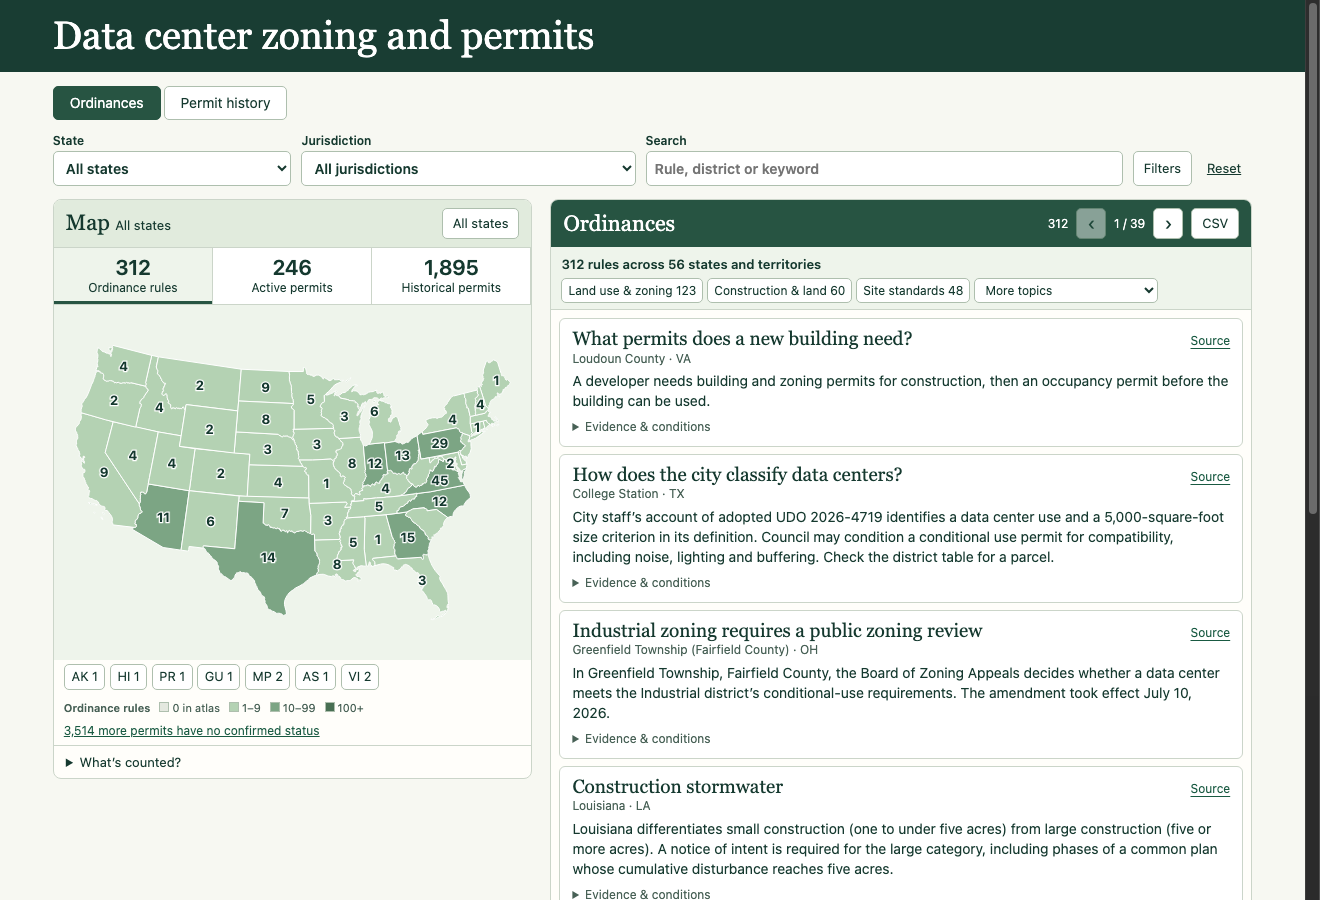 Data center zoning and permits
Ordinances
Permit history
State
Jurisdiction
Search
All states
All jurisdictions
Rule, district or keyword
Filters
Reset
Map All states
All states
312
Ordinance rules
246
Active permits
1,895
Historical permits
4
2
9
5
1
2
4
8
3
6
4
4
2
3
3
29
1
9
4
4
2
4
1
8
12
13
4
2
45
11
6
7
3
5
12
14
8
5
1
15
3
AK 1
HI 1
PR 1
GU 1
MP 2
AS 1
VI 2
Ordinance rules 0 in atlas 1–9 10–99 100+
3,514 more permits have no confirmed status
What's counted?
Ordinances
312
1 / 39
CSV
312 rules across 56 states and territories
Land use & zoning 123
Construction & land 60
Site standards 48
More topics
What permits does a new building need?
Source
Loudoun County · VA
A developer needs building and zoning permits for construction, then an occupancy permit before the
building can be used.
Evidence & conditions
How does the city classify data centers?
Source
College Station · TX
City staff’s account of adopted UDO 2026-4719 identifies a data center use and a 5,000-square-foot
size criterion in its definition. Council may condition a conditional use permit for compatibility,
including noise, lighting and buffering. Check the district table for a parcel.
Evidence & conditions
Industrial zoning requires a public zoning review
Source
Greenfield Township (Fairfield County) · OH
In Greenfield Township, Fairfield County, the Board of Zoning Appeals decides whether a data center
meets the Industrial district’s conditional-use requirements. The amendment took effect July 10,
2026.
Evidence & conditions
Construction stormwater
Source
Louisiana · LA
Louisiana differentiates small construction (one to under five acres) from large construction (five or
more acres). A notice of intent is required for the large category, including phases of a common plan
whose cumulative disturbance reaches five acres.
Evidence & conditions